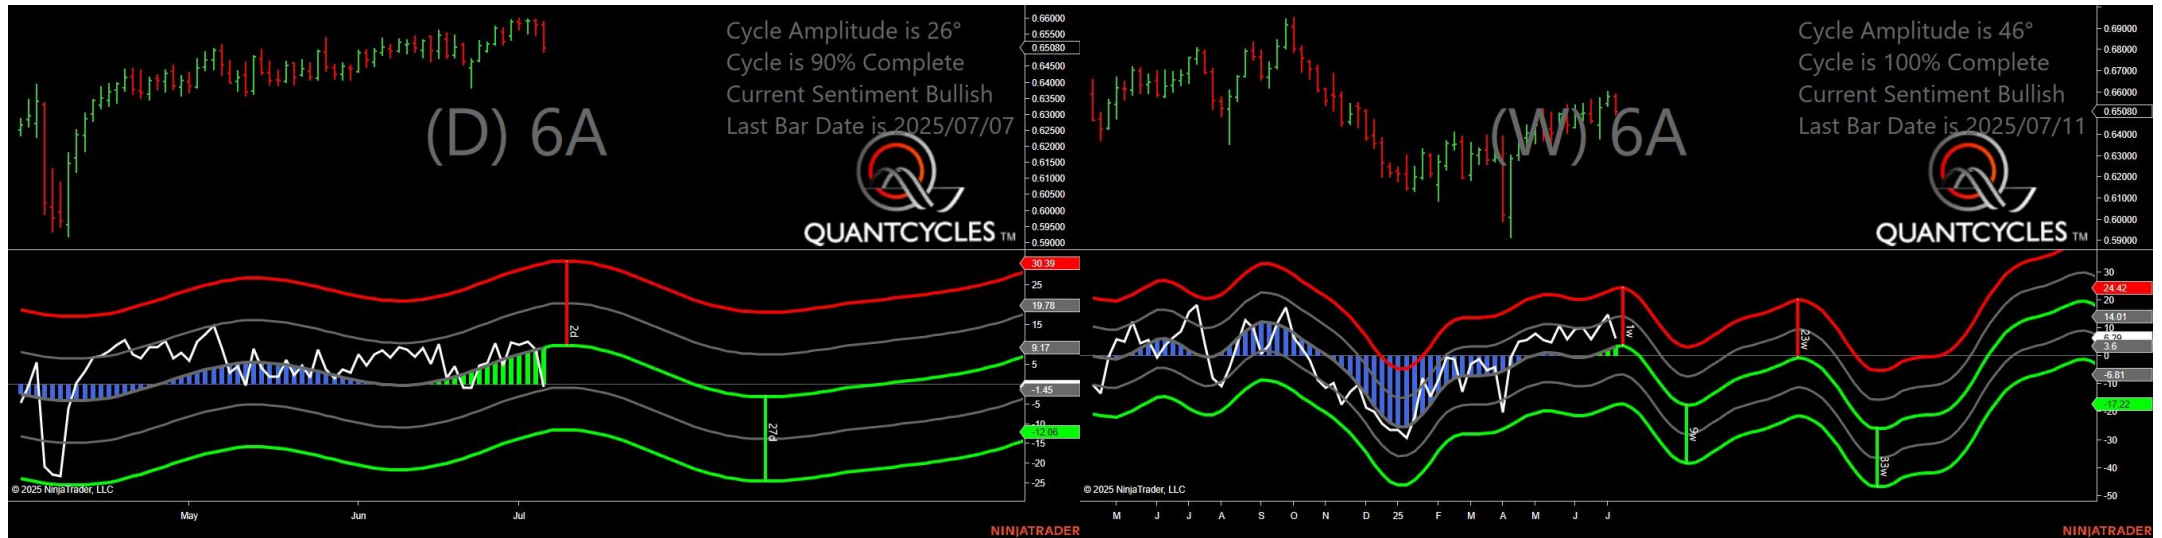 Cycle Amplitude is 26°
Cycle is 90% Complete
Current Sentiment Bullish
Last Bar Date is 2025/07/07
(D) 6A
QUANTCYCLES TM
0.66000
0.65500
0.65080
0.64500
0.64000
0.63500
0.63000
0.62500
0.62000
0.61500
0.61000
0.60500
0.60000
0.59500
0.59000
30.39
25
19.78
15
9.17
5
-1.45
-5
-10
-12.06
-15
-20
-25
2d
27d
© 2025 NinjaTrader, LLC
May Jun Jul
NINJATRADER
Cycle Amplitude is 46°
Cycle is 100% Complete
Current Sentiment Bullish
Last Bar Date is 2025/07/11
(W) 6A
QUANTCYCLES TM
0.69000
0.68000
0.67000
0.66000
0.65080
0.64000
0.63000
0.62000
0.61000
0.60000
0.59000
30
24.42
20
14.01
10
3.6
0
-6.81
-10
-17.22
-20
-30
-40
-50
1w
23w
9w
33w
© 2025 NinjaTrader, LLC
M J J A S O N D 25 F M A M J J
NINJATRADER